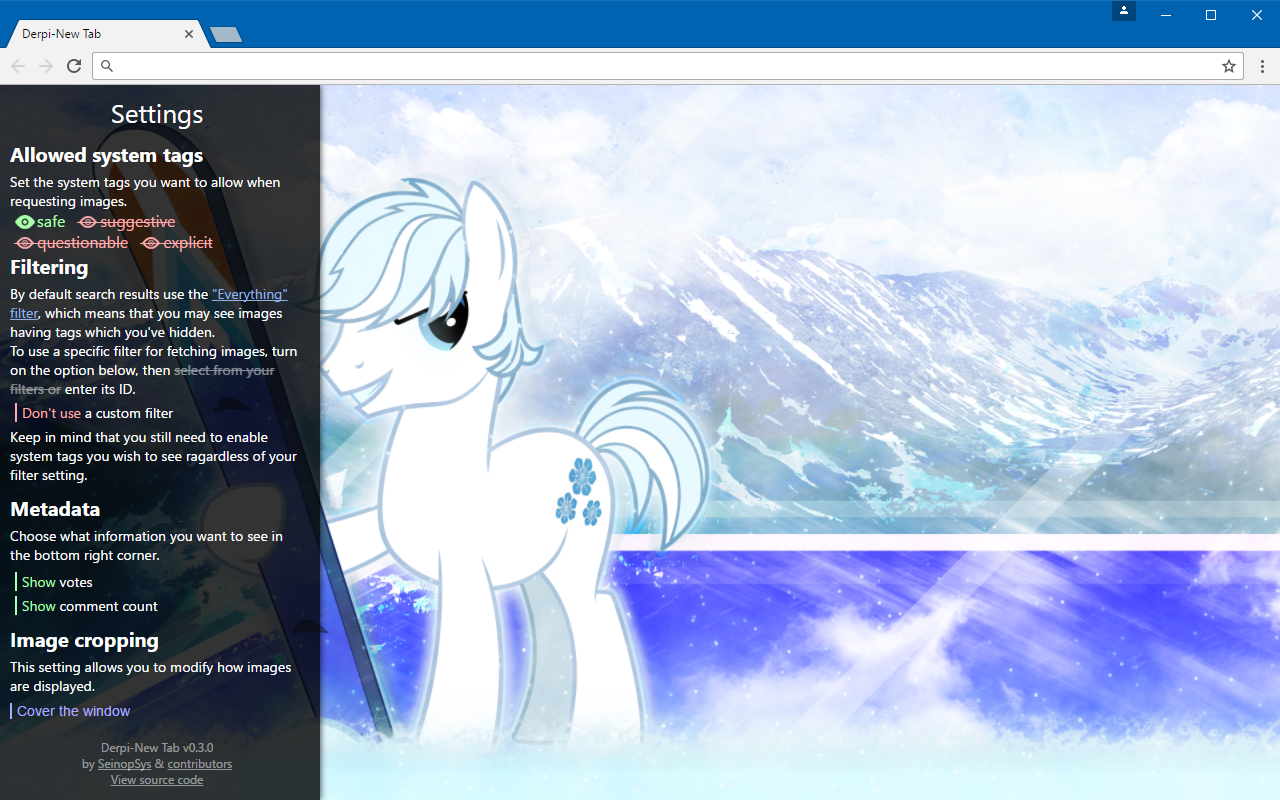 Derpi-New Tab
Settings
Allowed system tags
Set the system tags you want to allow when
requesting images.
safe suggestive
questionable explicit
Filtering
By default search results use the "Everything"
filter, which means that you may see images
having tags which you've hidden.
To use a specific filter for fetching images, turn
on the option below, then select from your
filters or enter its ID.
Don't use a custom filter
Keep in mind that you still need to enable
system tags you wish to see ragardless of your
filter setting.
Metadata
Choose what information you want to see in
the bottom right corner.
Show votes
Show comment count
Image cropping
This setting allows you to modify how images
are displayed.
Cover the window
Derpi-New Tab v0.3.0
by SeinopSys & contributors
View source code